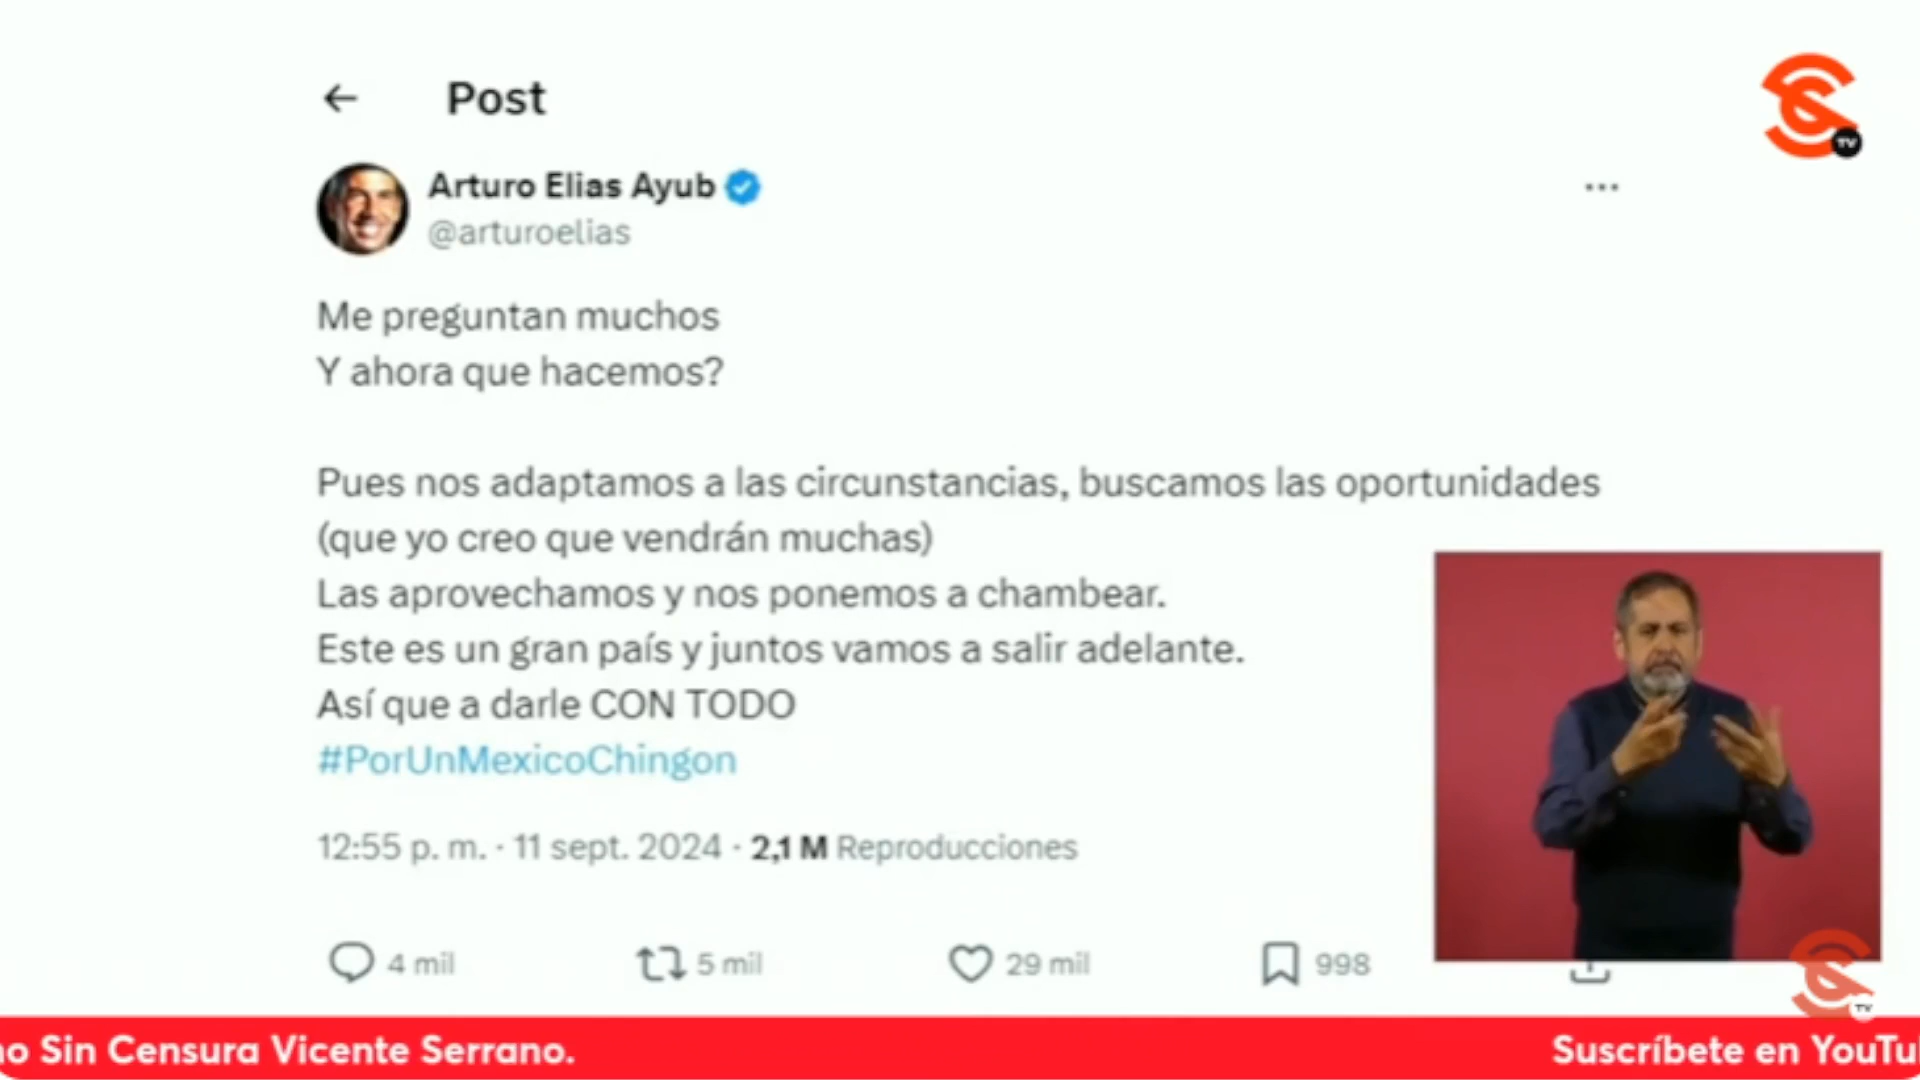 Post
Arturo Elias Ayub
@arturoelias
Me preguntan muchos
Y ahora que hacemos?
Pues nos adaptamos a las circunstancias, buscamos las oportunidades
(que yo creo que vendrán muchas)
Las aprovechamos y nos ponemos a chambear.
Este es un gran país y juntos vamos a salir adelante.
Así que a darle CON TODO
#PorUnMexicoChingon
12:55 p. m. · 11 sept. 2024 · 2,1 M Reproducciones
4 mil 5 mil 29 mil 998
TV
TV
no Sin Censura Vicente Serrano. Suscríbete en YouTu